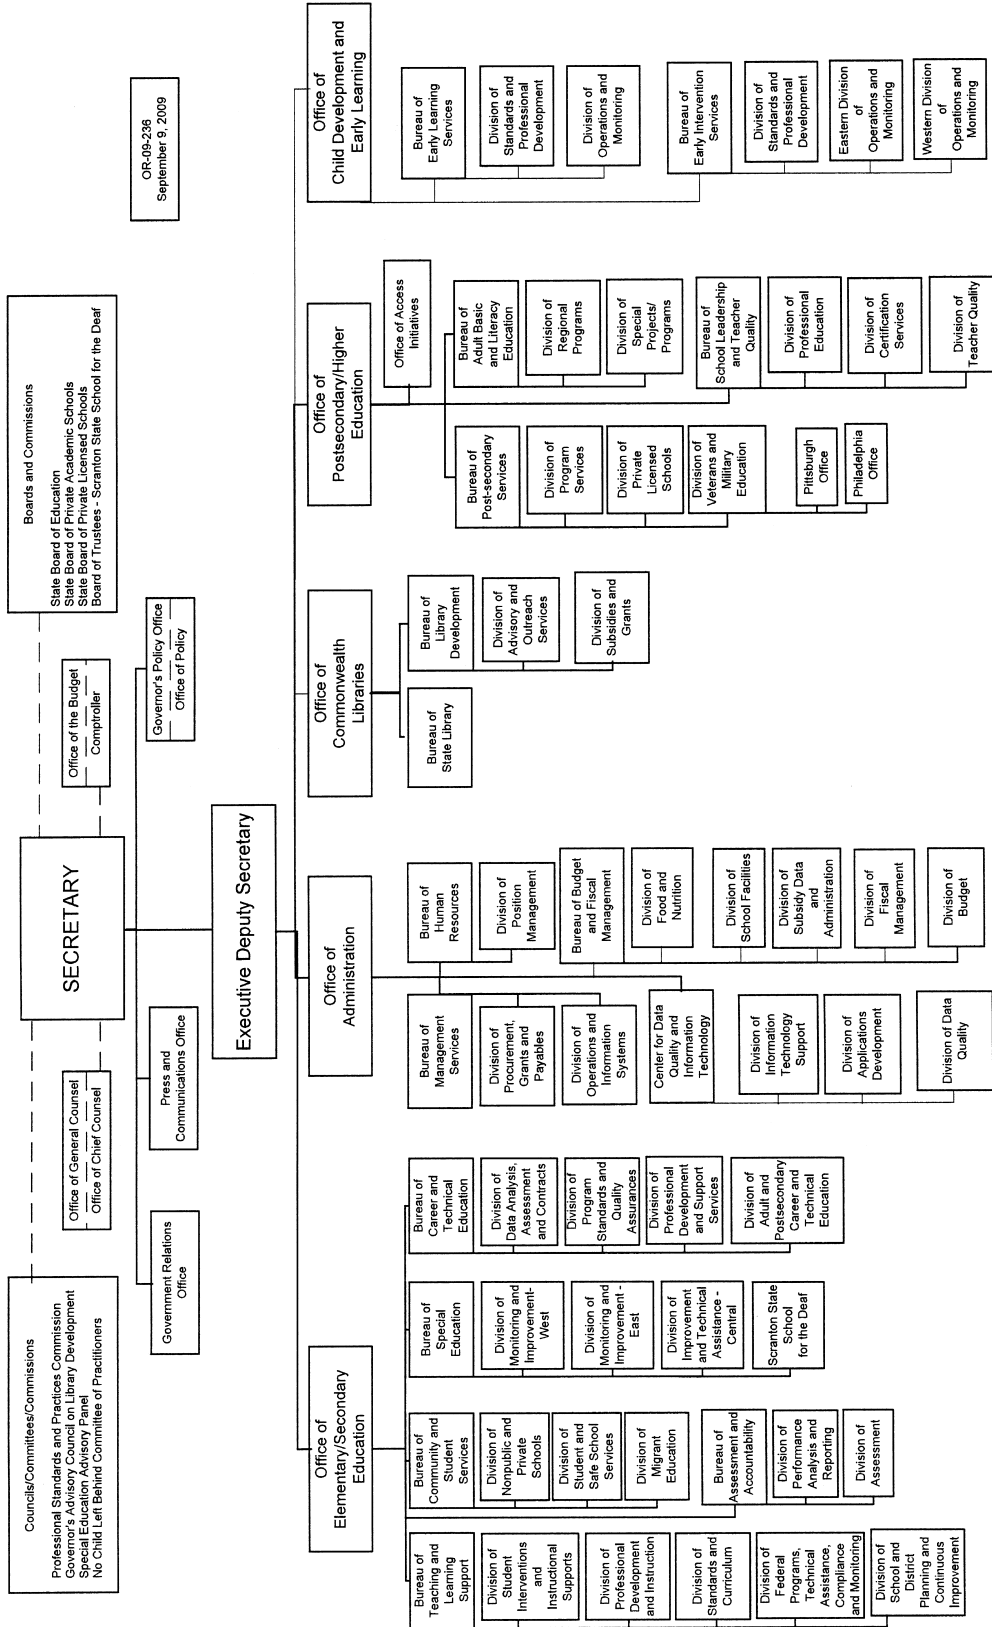 Councils/Committees/Commissions
Professional Standards and Practices Commission
Governor's Advisory Council on Library Development
Special Education Advisory Panel
No Child Left Behind Committee of Practitioners
SECRETARY
Boards and Commissions
State Board of Education
State Board of Private Academic Schools
State Board of Private Licensed Schools
Board of Trustees - Scranton State School for the Deaf
OR-09-236
September 9, 2009
Office of General Counsel
Office of Chief Counsel
Office of the Budget
Comptroller
Government Relations
Office
Press and
Communications Office
Governor's Policy Office
Office of Policy
Executive Deputy Secretary
Office of
Elementary/Secondary
Education
Bureau of
Teaching and
Learning
Support
Division of
Student
Interventions
and
Instructional
Supports
Division of
Professional
Development
and Instruction
Division of
Standards and
Curriculum
Division of
Federal
Programs,
Technical
Assistance,
Compliance
and Monitoring
Division of
School and
District
Planning and
Continuous
Improvement
Bureau of
Community and
Student
Services
Division of
Nonpublic and
Private
Schools
Division of
Student and
Safe School
Services
Division of
Migrant
Education
Bureau of
Assessment and
Accountability
Division of
Performance
Analysis and
Reporting
Division of
Assessment
Bureau of
Special
Education
Division of
Monitoring and
Improvement-
West
Division of
Monitoring and
Improvement -
East
Division of
Improvement
and Technical
Assistance -
Central
Scranton State
School
for the Deaf
Bureau of
Career and
Technical
Education
Division of
Data Analysis,
Assessment
and Contracts
Division of
Program
Standards and
Quality
Assurances
Division of
Professional
Development
and Support
Services
Division of
Adult and
Postsecondary
Career and
Technical
Education
Office of
Administration
Bureau of
Management
Services
Division of
Procurement,
Grants and
Payables
Division of
Operations and
Information
Systems
Center for Data
Quality and
Information
Technology
Division of
Information
Technology
Support
Division of
Applications
Development
Division of Data
Quality
Bureau of
Human
Resources
Division of
Position
Management
Bureau of Budget
and Fiscal
Management
Division of
Food and
Nutrition
Division of
School Facilities
Division of
Subsidy Data
and
Administration
Division of
Fiscal
Management
Division of
Budget
Office of
Commonwealth
Libraries
Bureau of
State Library
Bureau of
Library
Development
Division of
Advisory and
Outreach
Services
Division of
Subsidies and
Grants
Office of
Postsecondary/Higher
Education
Office of Access
Initiatives
Bureau of
Post-secondary
Services
Division of
Program
Services
Division of
Private
Licensed
Schools
Division of
Veterans and
Military
Education
Pittsburgh
Office
Philadelphia
Office
Bureau of
Adult Basic
and Literacy
Education
Division of
Regional
Programs
Division of
Special
Projects/
Programs
Bureau of
School Leadership
and Teacher
Quality
Division of
Professional
Education
Division of
Certification
Services
Division of
Teacher Quality
Office of
Child Development and
Early Learning
Bureau of
Early Learning
Services
Division of
Standards and
Professional
Development
Division of
Operations and
Monitoring
Bureau of
Early Intervention
Services
Division of
Standards and
Professional
Development
Eastern Division
of
Operations and
Monitoring
Western Division
of
Operations and
Monitoring